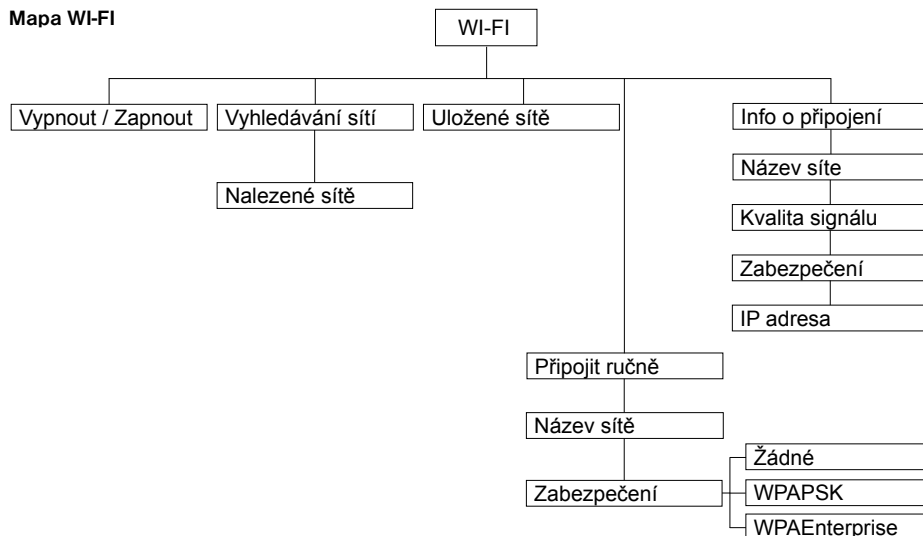 Mapa WI-FI
WI-FI
Vypnout / Zapnout
Vyhledávání sítí
Uložené sítě
Info o připojení
Název síte
Nalezené sítě
Kvalita signálu
Zabezpečení
IP adresa
Připojit ručně
Název sítě
Žádné
Zabezpečení
WPAPSK
WPAEnterprise